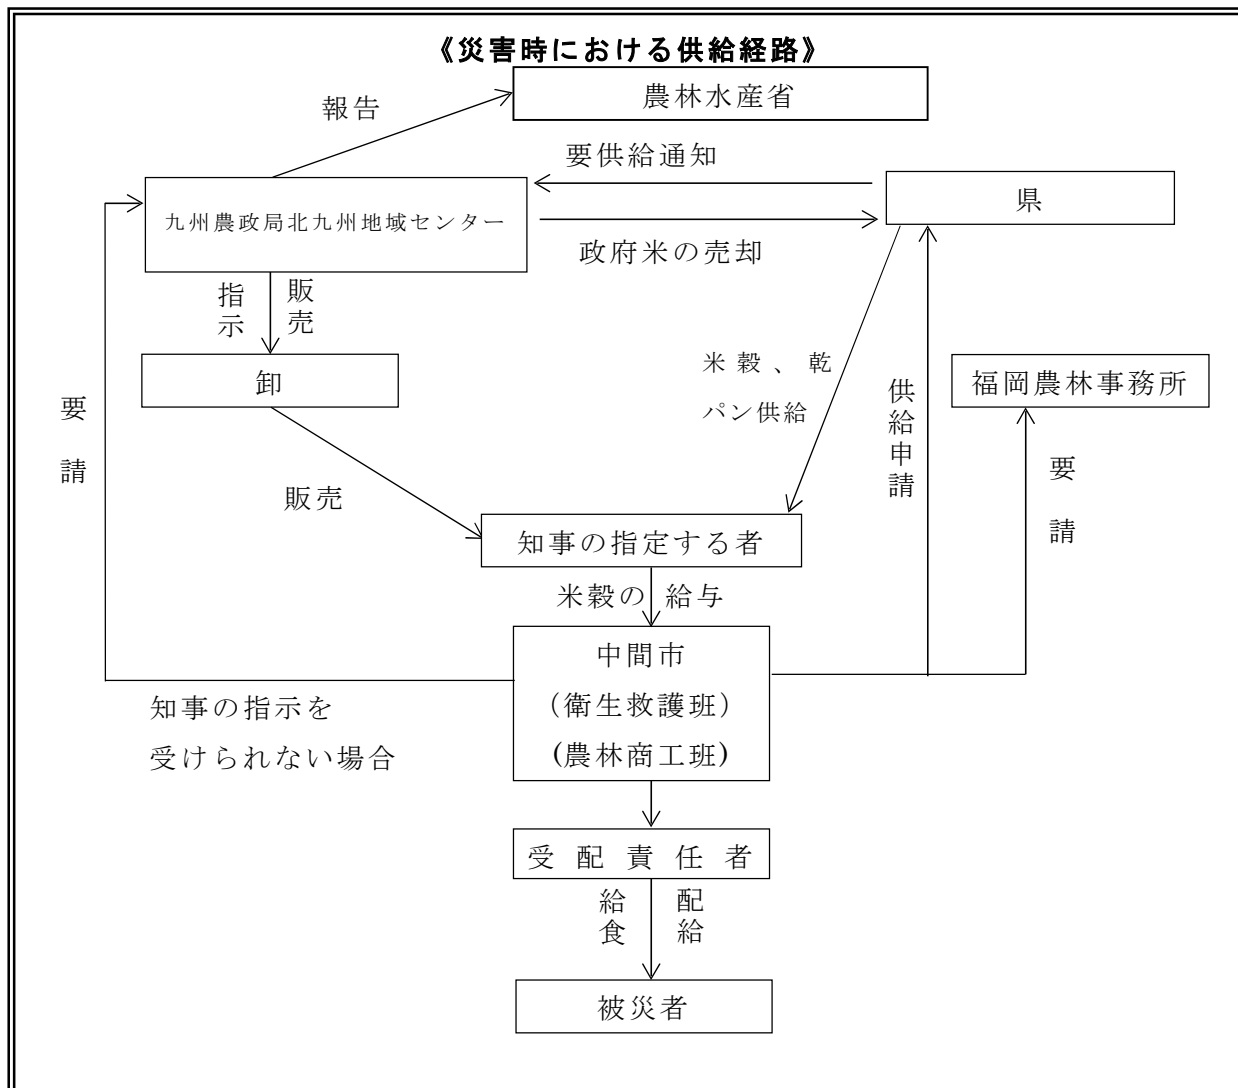 《災害時における供給経路》
農林水産省
報告
要供給通知
県
九州農政局北九州地域センター
政府米の売却
指示
販売
卸
米穀、乾
パン供給
供給申請
福岡農林事務所
要請
要請
販売
知事の指定する者
米穀の給与
中間市
（衛生救護班）
(農林商工班)
知事の指示を
受けられない場合
受配責任者
給食
配給
被災者